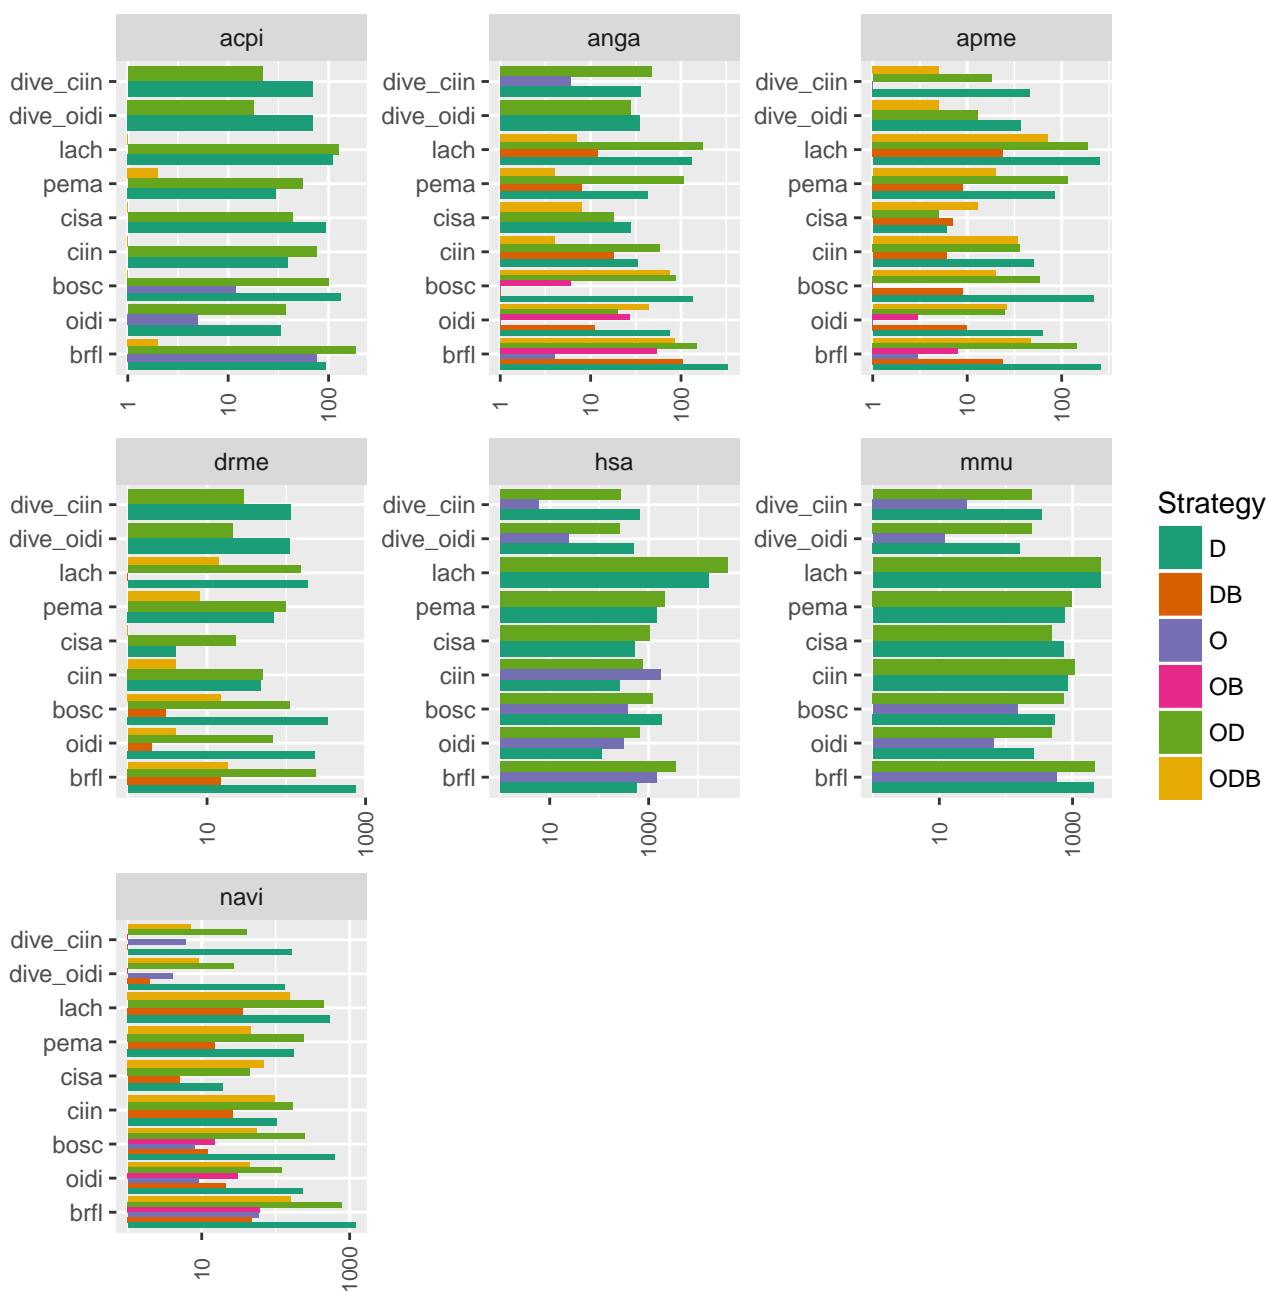 acpi
anga
apme
dive_ciin
dive_oidi
lach
pema
cisa
ciin
bosc
oidi
brfl
1
10
100
dive_ciin
dive_oidi
lach
pema
cisa
ciin
bosc
oidi
brfl
1
10
100
dive_ciin
dive_oidi
lach
pema
cisa
ciin
bosc
oidi
brfl
1
10
100
drme
hsa
mmu
dive_ciin
dive_oidi
lach
pema
cisa
ciin
bosc
oidi
brfl
10
1000
dive_ciin
dive_oidi
lach
pema
cisa
ciin
bosc
oidi
brfl
10
1000
dive_ciin
dive_oidi
lach
pema
cisa
ciin
bosc
oidi
brfl
10
1000
Strategy
D
DB
O
OB
OD
ODB
navi
dive_ciin
dive_oidi
lach
pema
cisa
ciin
bosc
oidi
brfl
10
1000